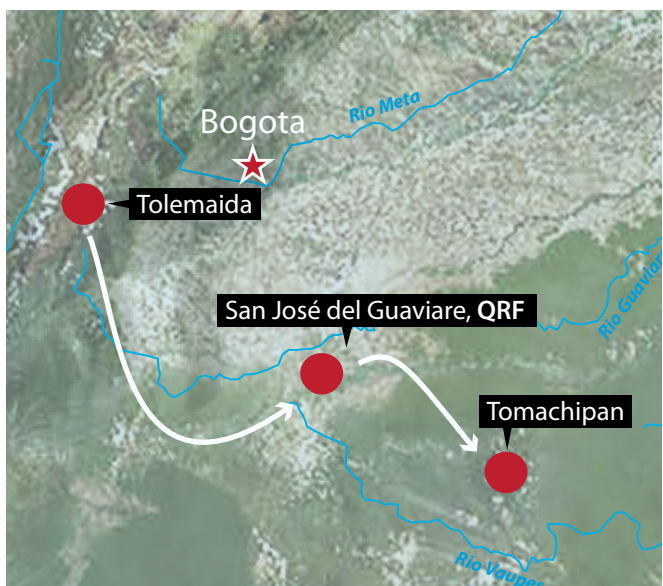 Rio Meta
Bogota
Tolemaida
Rio Guaviare
San José del Guaviare, QRF
Tomachipan
Rio Vaupes